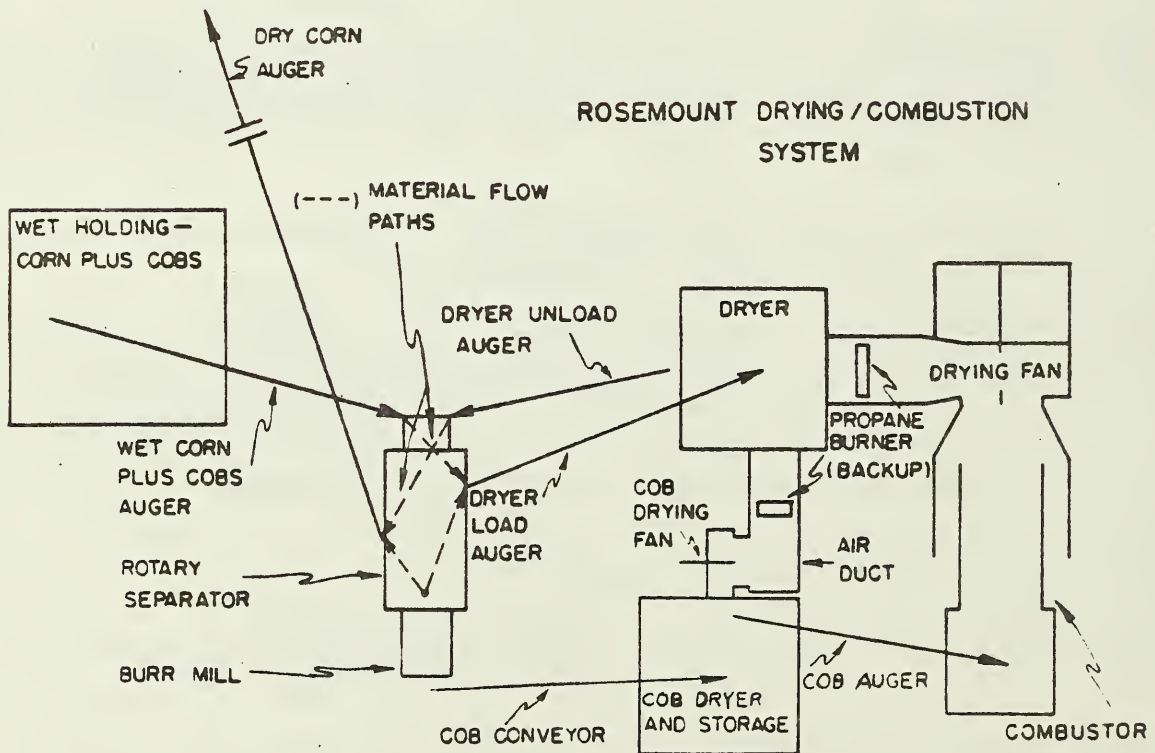 DRY CORN
AUGER
ROSEMOUNT DRYING/COMBUSTION
SYSTEM
(---) MATERIAL FLOW
PATHS
WET HOLDING—
CORN PLUS COBS
DRYER UNLOAD
AUGER
DRYER
DRYING FAN
PROPANE
BURNER
(BACKUP)
WET CORN
PLUS COBS
AUGER
DRYER
LOAD
AUGER
COB
DRYING
FAN
AIR
DUCT
ROTARY
SEPARATOR
BURR MILL
COB CONVEYOR
COB DRYER
AND STORAGE
COB AUGER
COMBUSTOR